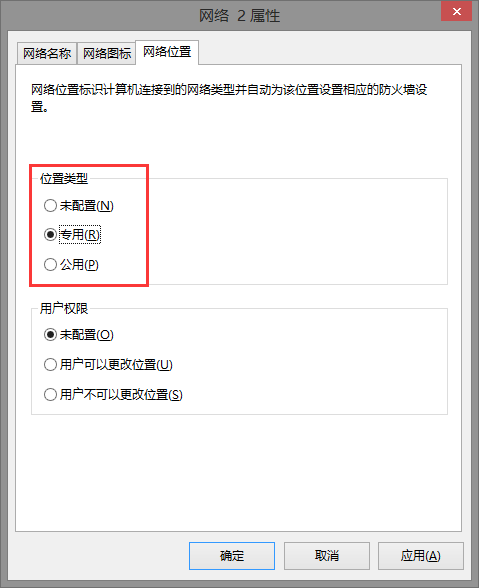 网络 2 属性
网络名称 网络图标 网络位置
网络位置标识计算机连接到的网络类型并自动为该位置设置相应的防火墙设
置。
位置类型
未配置(N)
专用(R)
公用(P)
用户权限
未配置(O)
用户可以更改位置(U)
用户不可以更改位置(S)
确定 取消 应用(A)